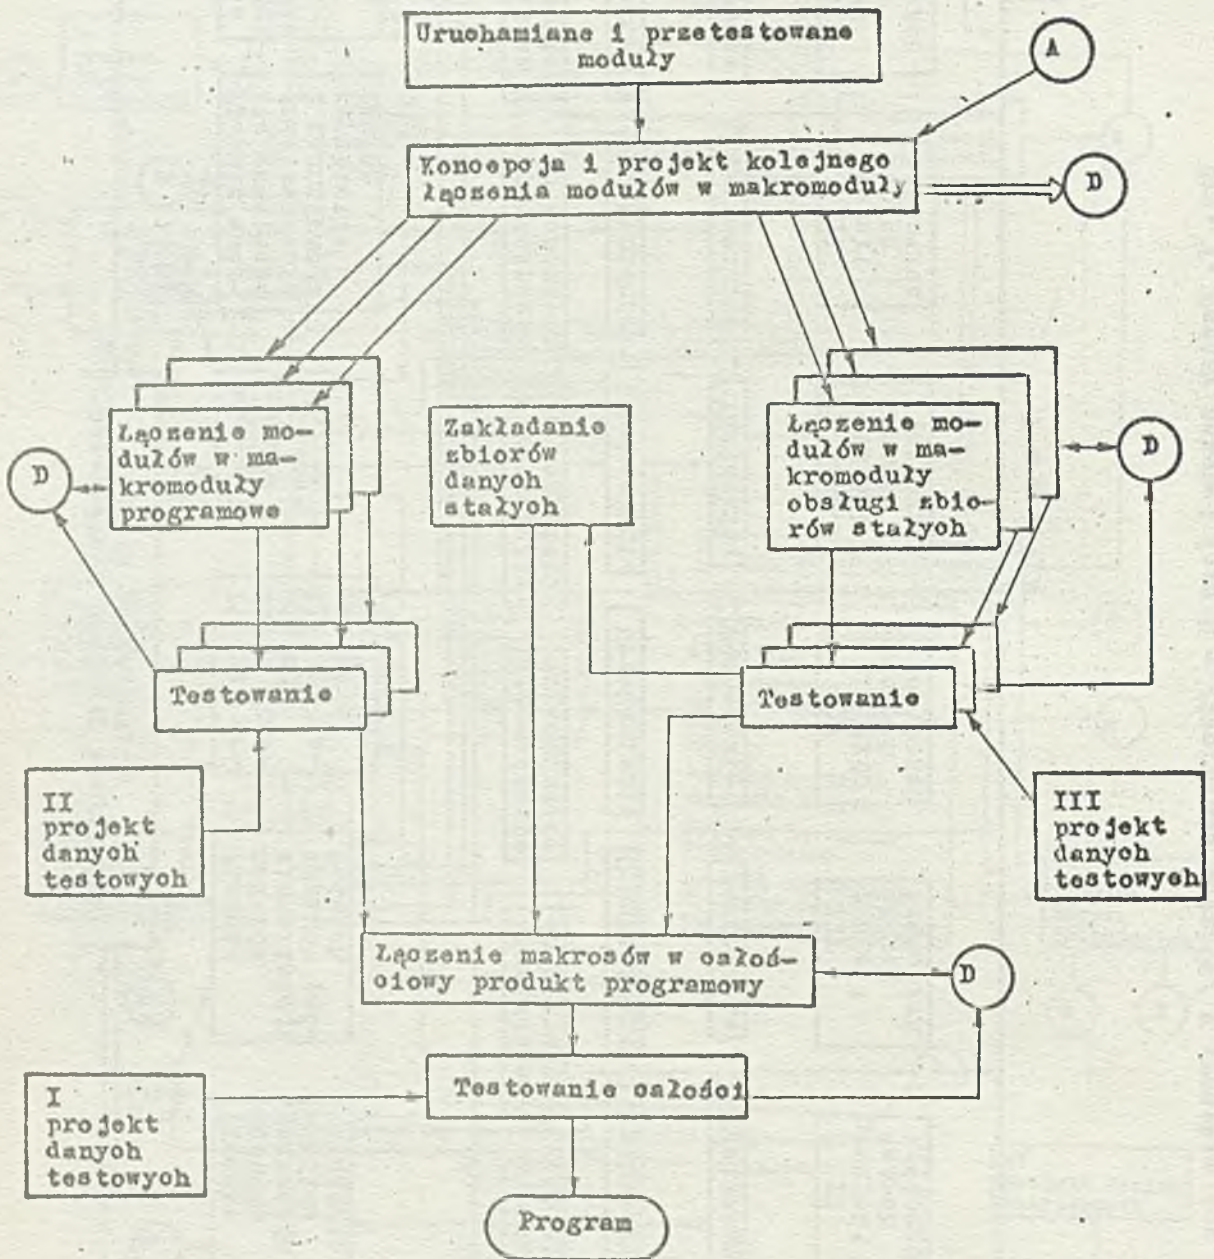 Uruchamiane i przetestowane
moduły
A
Koncepcja i projekt kolejnego
łączenia modułów w makromoduły
D
Łączenie mo-
dułów w ma-
kromoduły
programowe
D
Zakładanie
zbiorów
danych
stałych
Łączenie mo-
dułów w ma-
kromoduły
obsługi zbio-
rów stałych
D
Testowanie
Testowanie
II
projekt
danych
testowych
III
projekt
danych
testowych
Łączenie makrosów w całoś-
ciowy produkt programowy
D
I
projekt
danych
testowych
Testowanie całości
Program